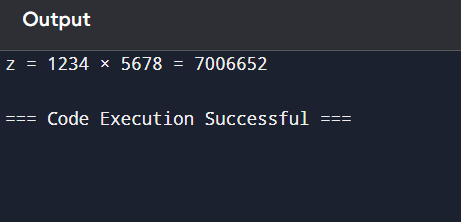 Output
z = 1234 × 5678 = 7006652
=== Code Execution Successful ===